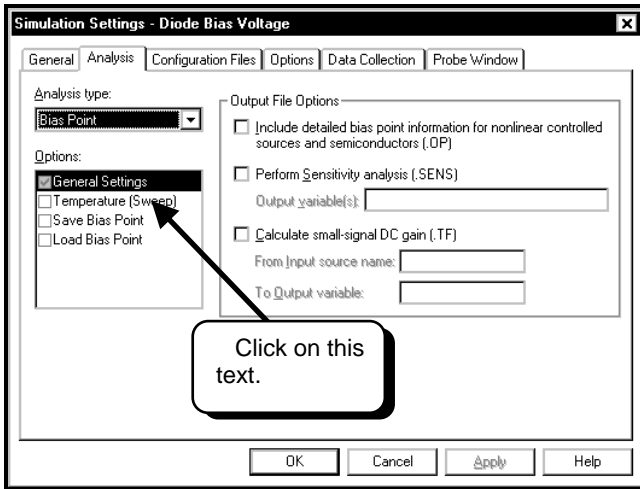 Simulation Settings - Diode Bias Voltage
General Analysis Configuration Files Options Data Collection Probe Window
Analysis type:
Bias Point
Options:
General Settings
Temperature (Sweep)
Save Bias Point
Load Bias Point
Output File Options
Include detailed bias point information for nonlinear controlled
sources and semiconductors (.OP)
Perform Sensitivity analysis (.SENS)
Output variable(s):
Calculate small-signal DC gain (.TF)
From Input source name:
To Output variable:
Click on this
text.
OK Cancel Apply Help